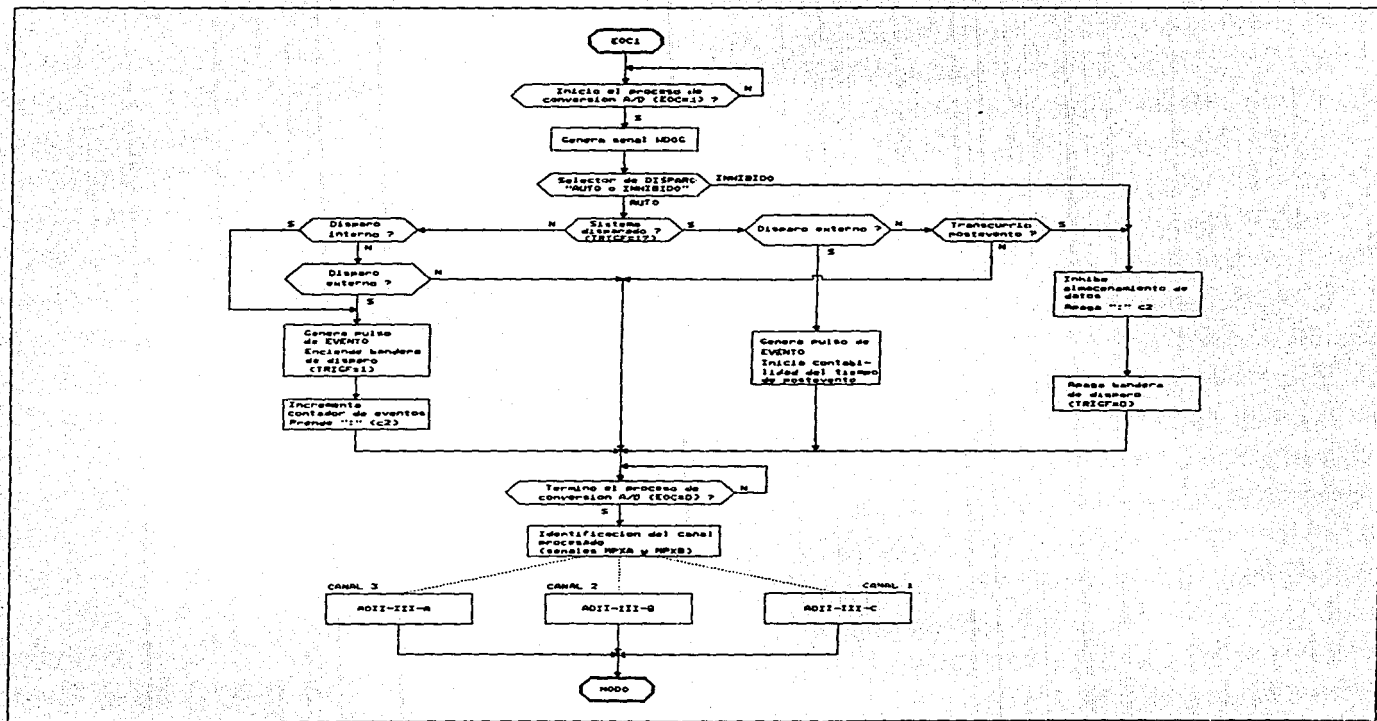 EOC1
Inicio el proceso de
conversion A/D (EOC=1) ?
N
S
Genera senal WDOG
Selector de DISPARO
"AUTO o INHIBIDO"
INHIBIDO
AUTO
S
Disparo
interno ?
N
Sistema
disparado ?
(TRIGF=1?)
S
Disparo externo ?
N
Transcurrio
postevento ?
S
N
S
N
Disparo
externo ?
N
S
Inhibe
almacenamiento de
datos
Apaga ":" c2
Genera pulso
de EVENTO
Enciende bandera
de disparo
(TRIGF=1)
Genera pulso de
EVENTO
Inicia contabi-
lidad del tiempo
de postevento
Apaga bandera
de disparo
(TRIGF=0)
Incrementa
contador de eventos
Prende ":" (c2)
Termino el proceso de
conversion A/D (EOC=0) ?
N
S
Identificacion del canal
procesado
(senales MPXA y MPXB)
CANAL 3
CANAL 2
CANAL 1
ADII-III-A
ADII-III-B
ADII-III-C
MODO